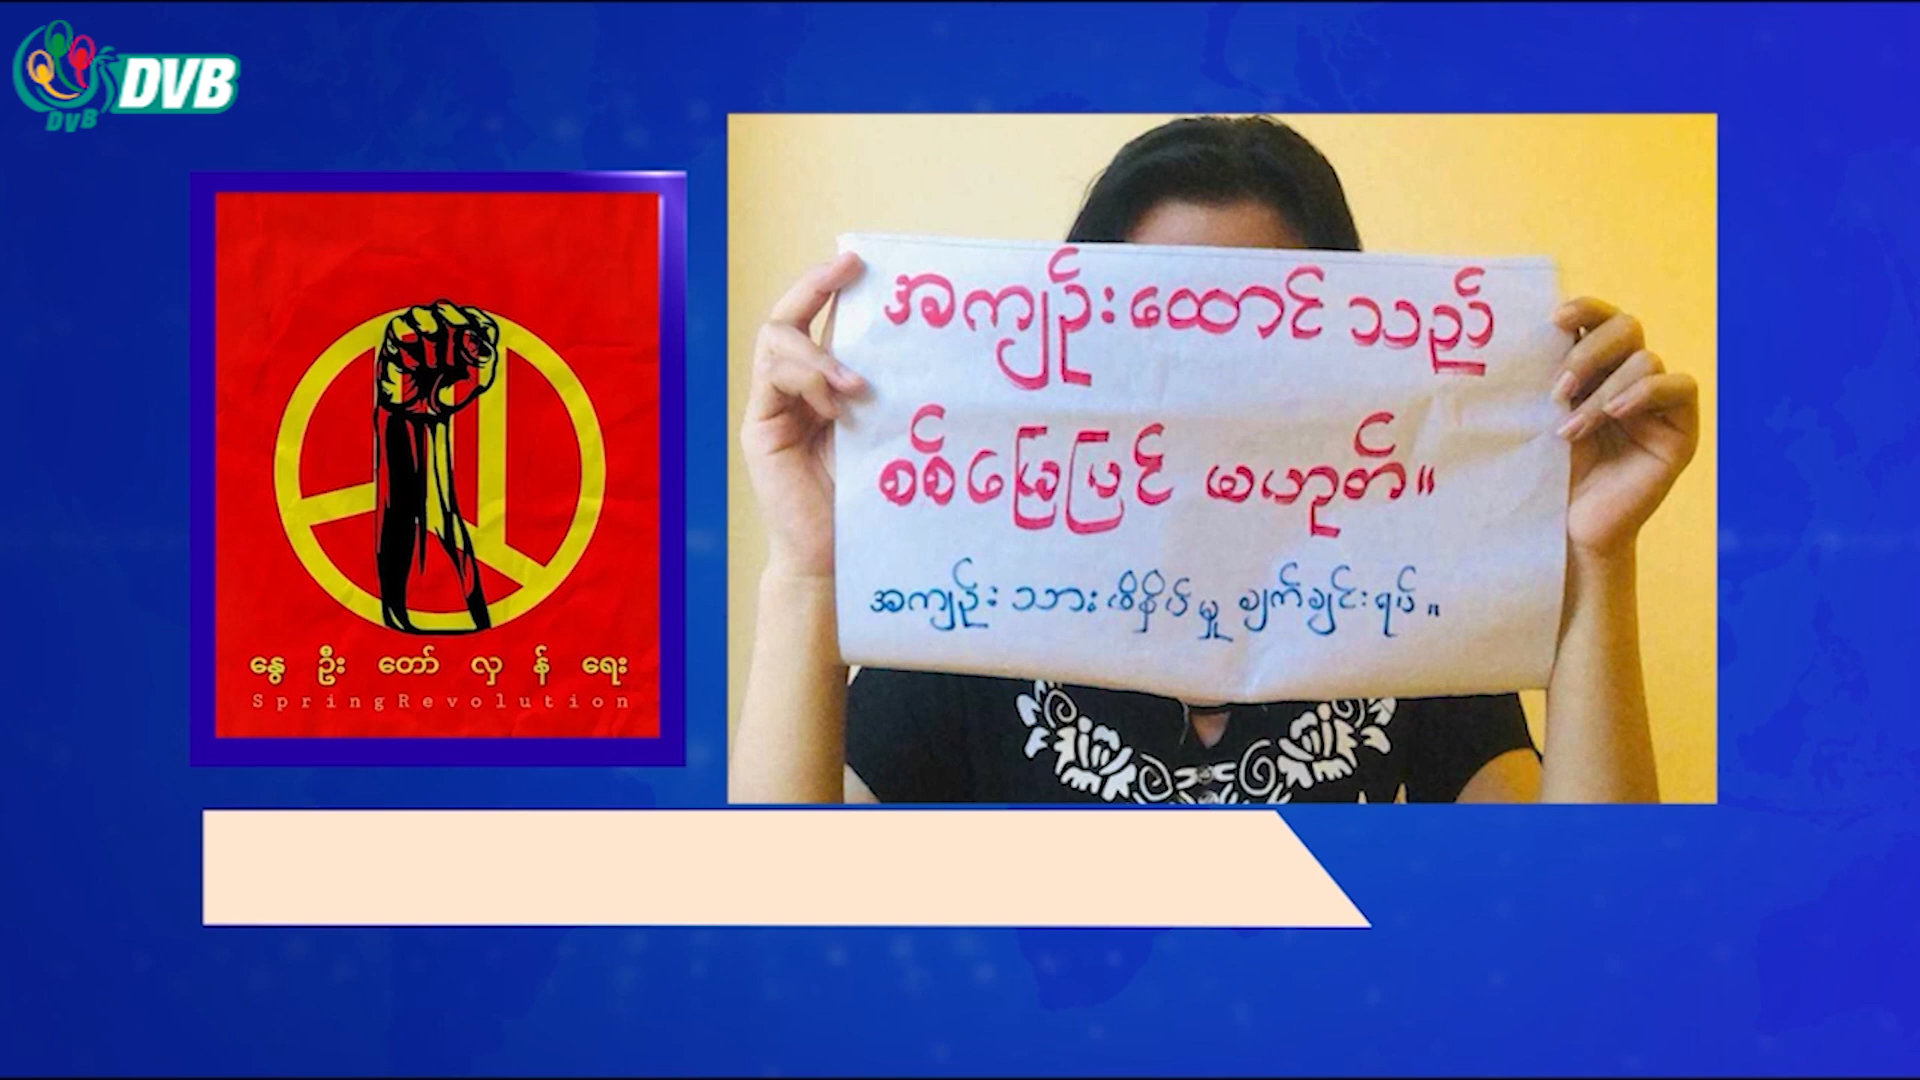 DVB
DVB
နွေ ဦး တော် လှ န် ရေး
SpringRevolution
အကျဉ်းထောင် သည်
စစ်မြေပြင် မဟုတ်။
အကျဉ်း သားဖိနှိပ်မှု ချက်ချင်းရပ်။